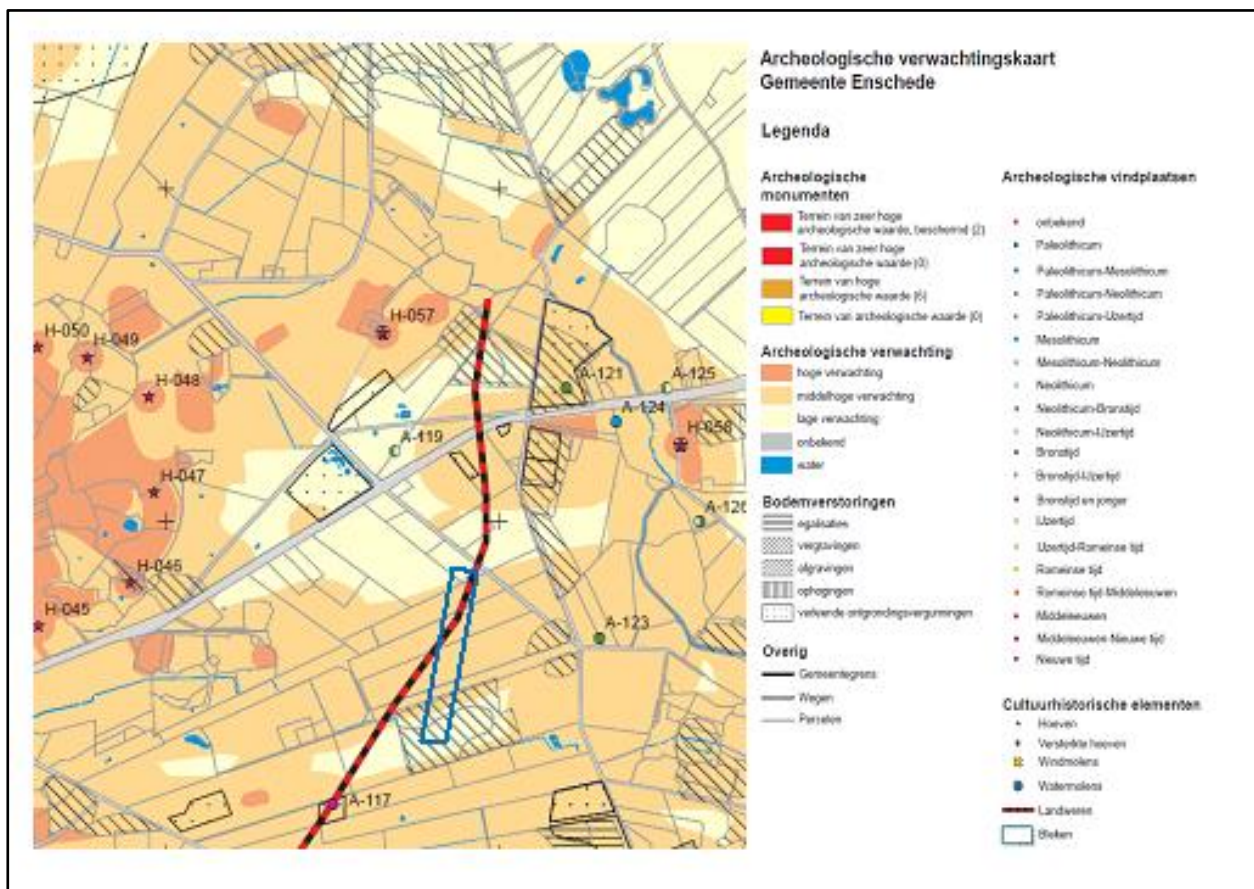 Archeologische verwachtingskaart
Gemeente Enschede
Legenda
Archeologische
monumenten
Terrein van zeer hoge
archeologische waarde, beschermd (2)
Terrein van zeer hoge
archeologische waarde (0)
Terrein van hoge
archeologische waarde (6)
Terrein van archeologische waarde (0)
Archeologische verwachting
hoge verwachting
middelhoge verwachting
lage verwachting
onbekend
water
Bodemverstoringen
egalisaties
vergravingen
afgravingen
ophogingen
verleende ontgrondingsvergunningen
Overig
Gemeentegrens
Wegen
Percelen
Archeologische vindplaatsen
onbekend
Paleolithicum
Paleolithicum-Mesolithicum
Paleolithicum-Neolithicum
Paleolithicum-IJzertijd
Mesolithicum
Mesolithicum-Neolithicum
Neolithicum
Neolithicum-Bronstijd
Neolithicum-IJzertijd
Bronstijd
Bronstijd-IJzertijd
Bronstijd en jonger
IJzertijd
IJzertijd-Romeinse tijd
Romeinse tijd
Romeinse tijd-Middeleeuwen
Middeleeuwen
Middeleeuwen-Nieuwe tijd
Nieuwe tijd
Cultuurhistorische elementen
Hoeven
Versterkte hoeven
Windmolens
Watermolens
Landweren
Bleken
H-057
H-050
H-049
H-048
A-121
A-125
A-124
H-058
A-119
H-047
A-126
H-046
H-045
A-123
A-117